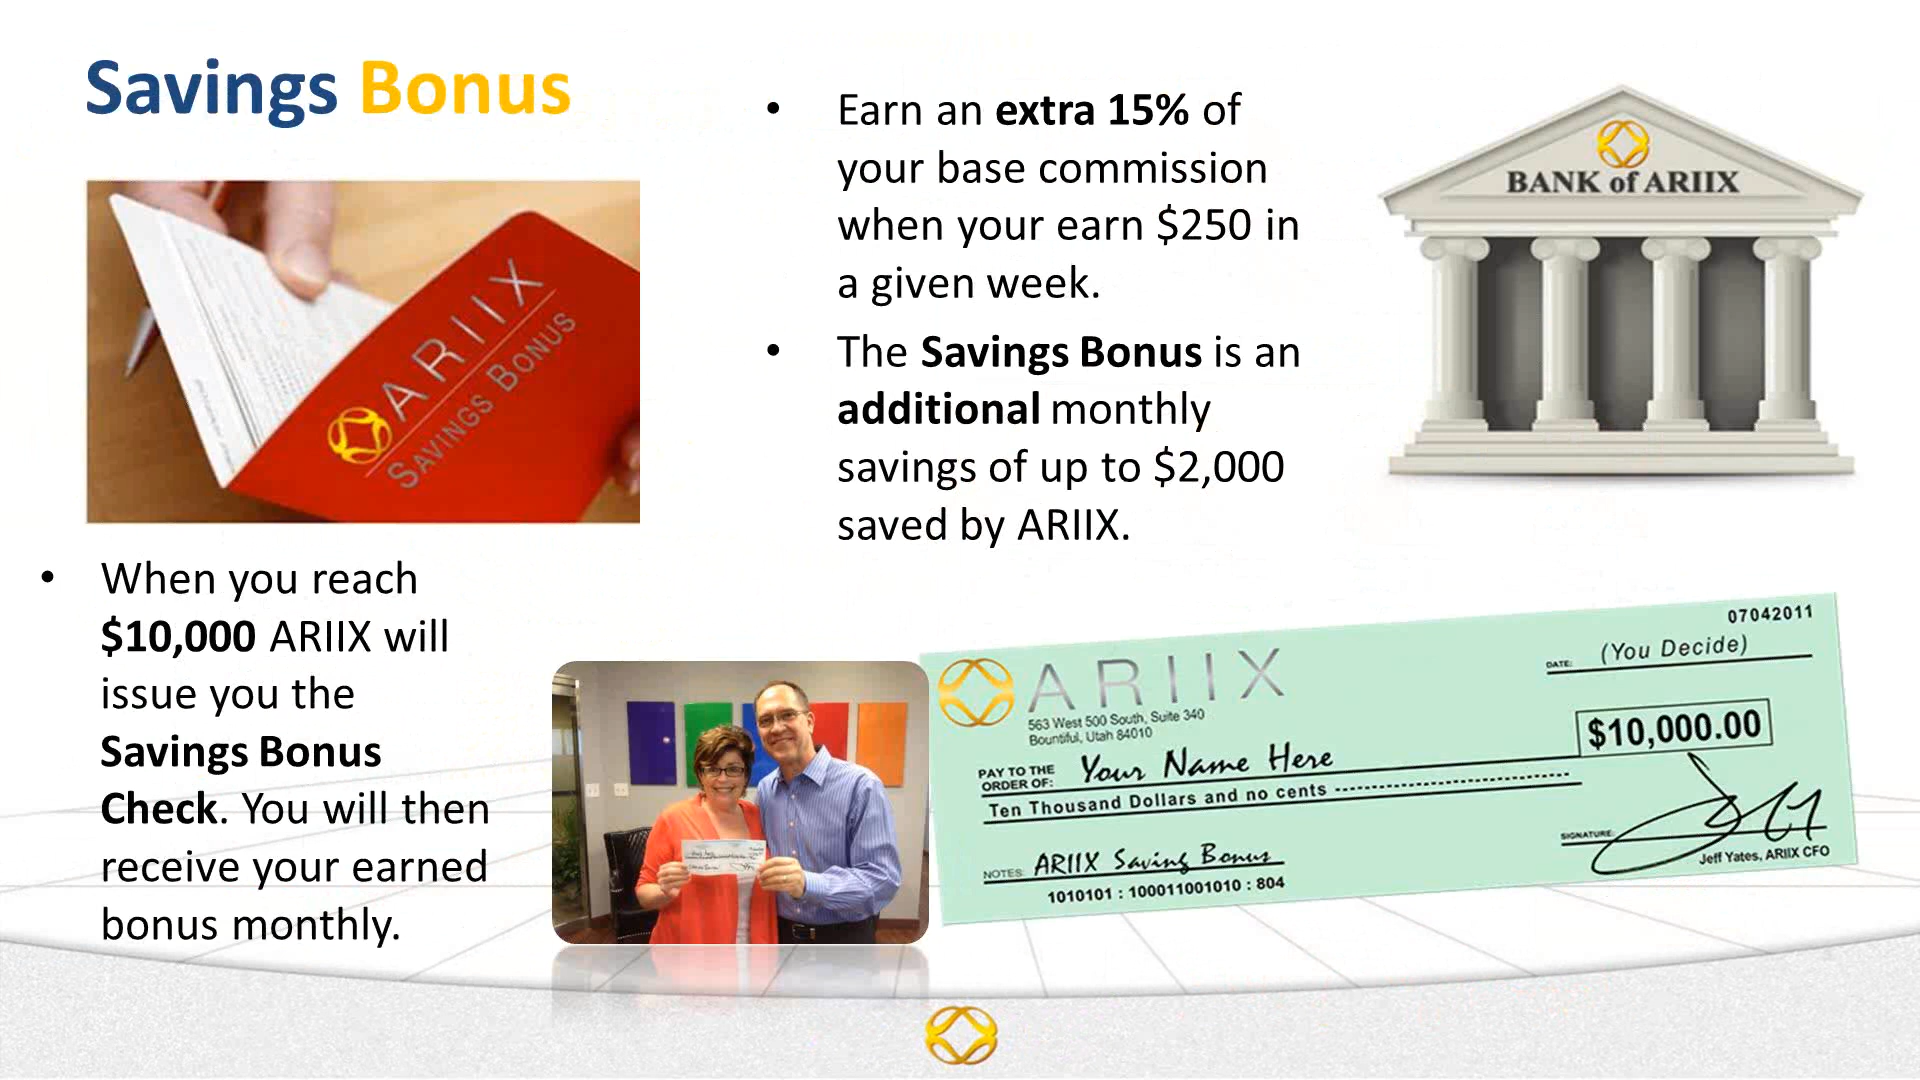 Savings Bonus
ARIIX
SAVINGS BONUS
• When you reach
$10,000 ARIIX will
issue you the
Savings Bonus
Check. You will then
receive your earned
bonus monthly.
• Earn an extra 15% of
your base commission
when your earn $250 in
a given week.
• The Savings Bonus is an
additional monthly
savings of up to $2,000
saved by ARIIX.
BANK of ARIIX
07042011
ARIIX
DATE: (You Decide)
563 West 500 South, Suite 340
Bountiful, Utah 84010
$10,000.00
PAY TO THE
ORDER OF: Your Name Here
Ten Thousand Dollars and no cents ------------------------
SIGNATURE:
Jeff Yates, ARIIX CFO
NOTES: ARIIX Saving Bonus
1010101 : 100011001010 : 804